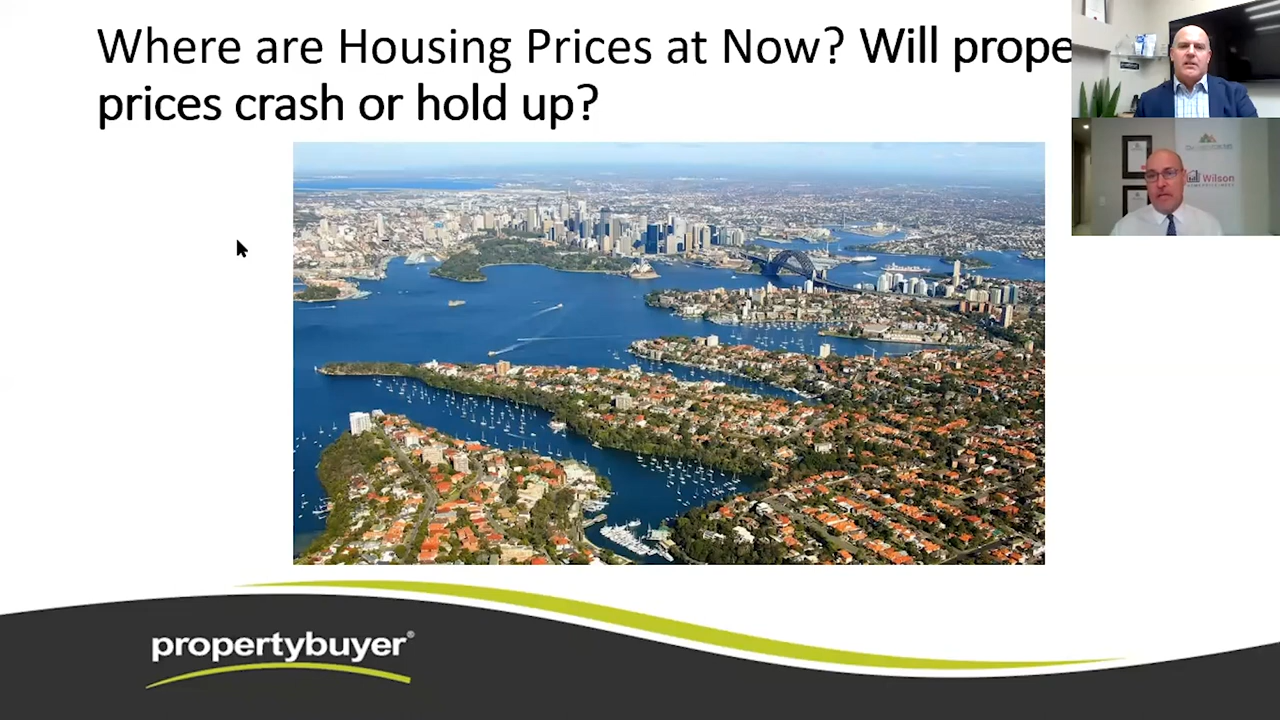 Where are Housing Prices at Now? Will prope
prices crash or hold up?
Wilson
propertybuyer®